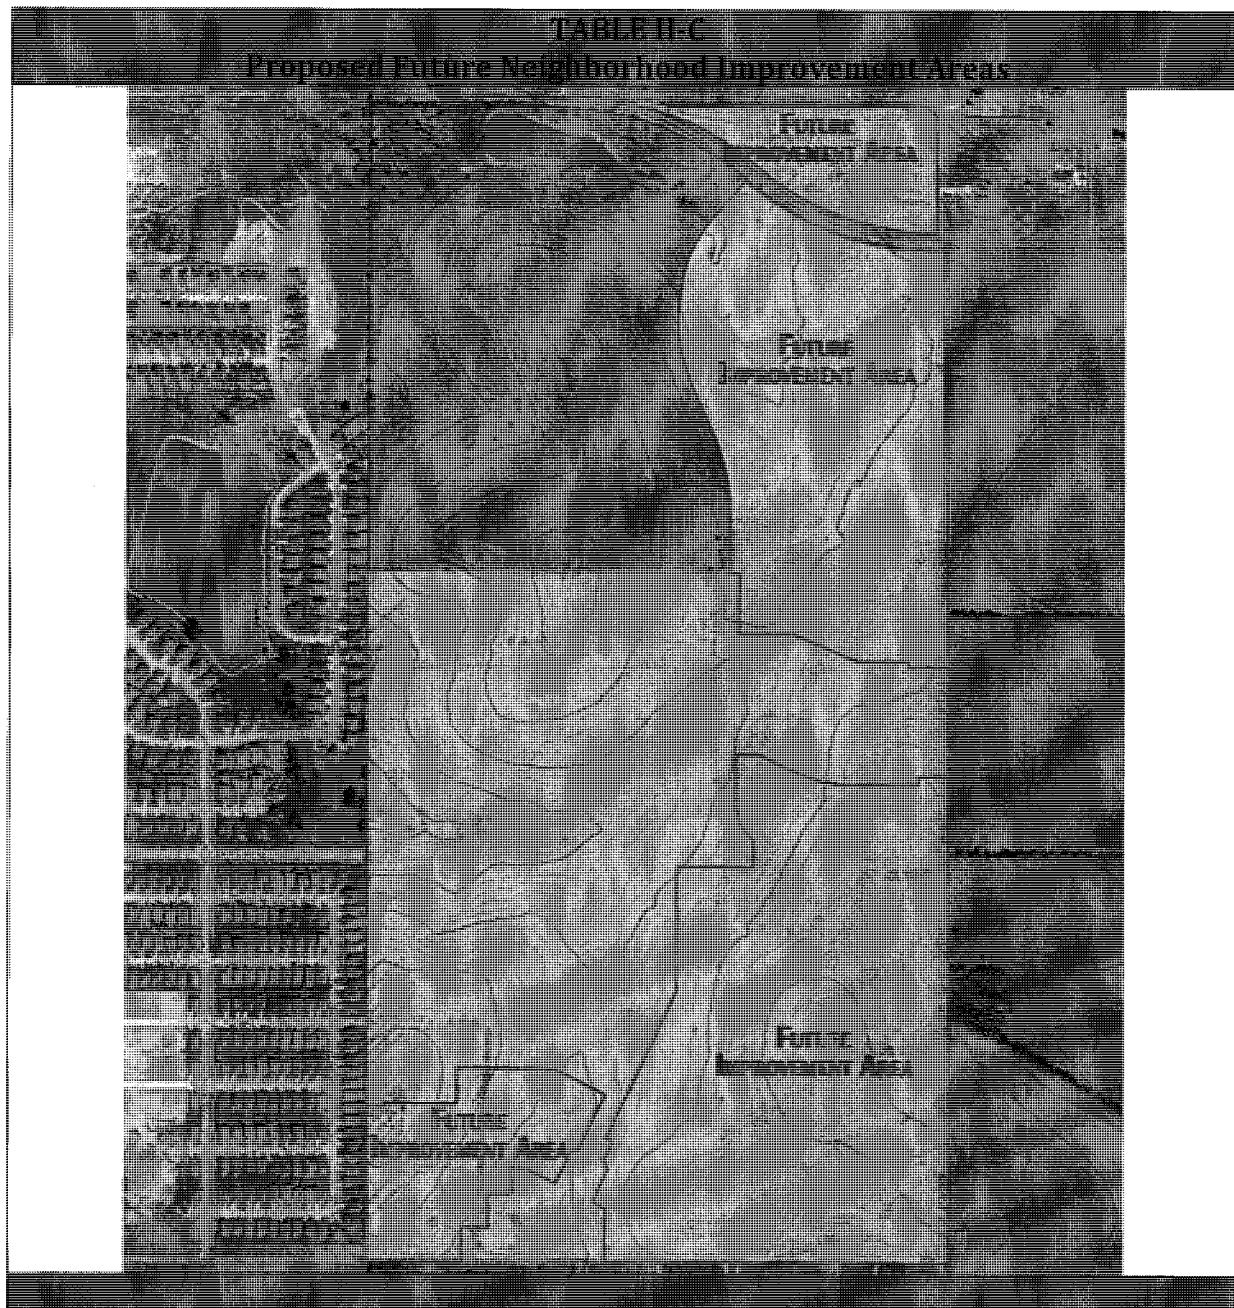 TABLE II-C
Proposed Future Neighborhood Improvement Areas
FUTURE
IMPROVEMENT AREA
FUTURE
IMPROVEMENT AREA
FUTURE
IMPROVEMENT AREA
FUTURE
IMPROVEMENT AREA